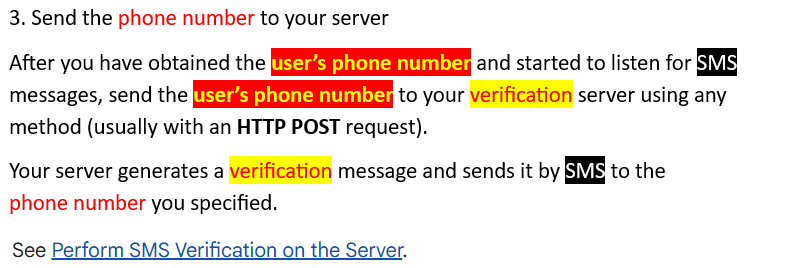 3. Send the phone number to your server
After you have obtained the user’s phone number and started to listen for SMS
messages, send the user’s phone number to your verification server using any
method (usually with an HTTP POST request).
Your server generates a verification message and sends it by SMS to the
phone number you specified.
See Perform SMS Verification on the Server.